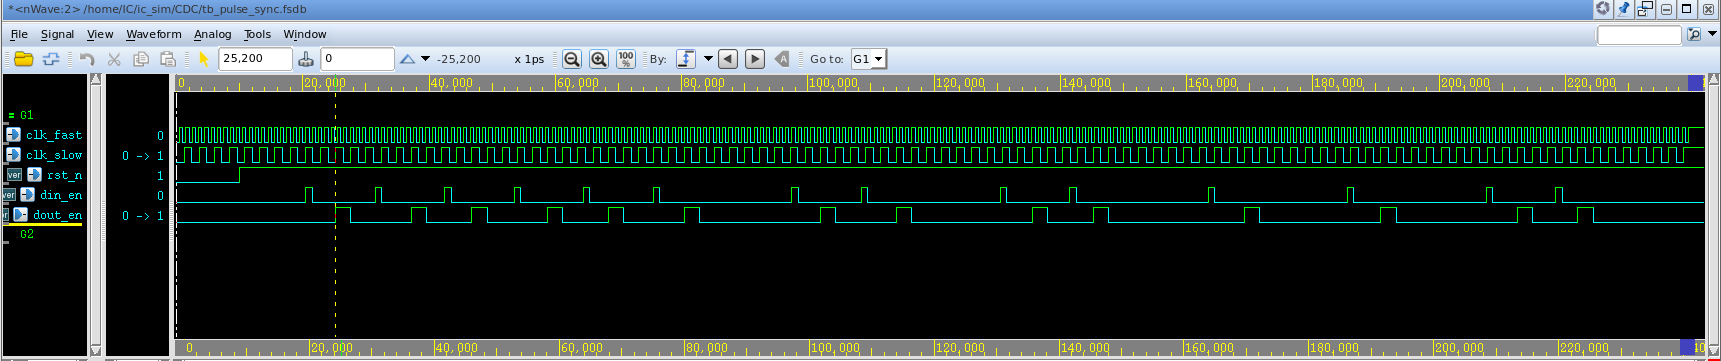 *<nWave:2> /home/IC/ic_sim/CDC/tb_pulse_sync.fsdb
File Signal View Waveform Analog Tools Window
25,200 0 -25,200 x 1ps 100% By: Go to: G1
0 20,000 40,000 60,000 80,000 100,000 120,000 140,000 160,000 180,000 200,000 220,000
= G1
clk_fast 0
clk_slow 0 -> 1
ver rst_n 1
ver din_en 0
dout_en 0 -> 1
G2
0 20,000 40,000 60,000 80,000 100,000 120,000 140,000 160,000 180,000 200,000 220,000